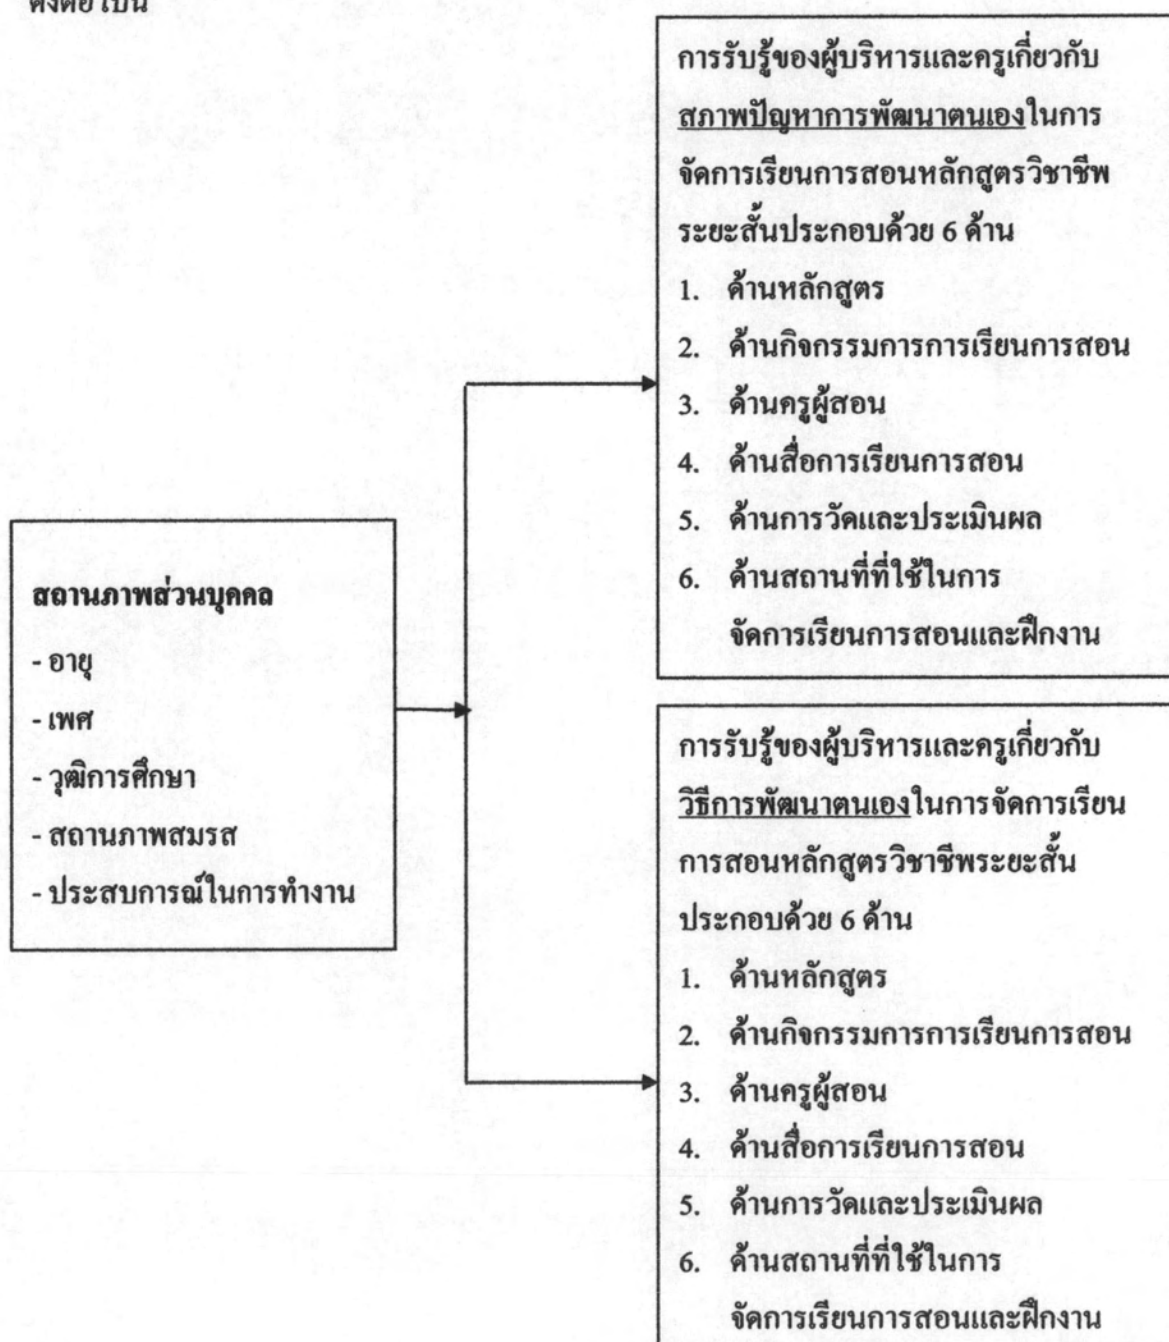 การรับรู้ของผู้บริหารและครูเกี่ยวกับ
สภาพปัญหาการพัฒนาตนเองในการ
จัดการเรียนการสอนหลักสูตรวิชาชีพ
ระยะสั้นประกอบด้วย 6 ด้าน
1. ด้านหลักสูตร
2. ด้านกิจกรรมการการเรียนการสอน
3. ด้านครูผู้สอน
4. ด้านสื่อการเรียนการสอน
5. ด้านการวัดและประเมินผล
6. ด้านสถานที่ที่ใช้ในการ
จัดการเรียนการสอนและฝึกงาน
สถานภาพส่วนบุคคล
- อายุ
- เพศ
- วุฒิการศึกษา
- สถานภาพสมรส
- ประสบการณ์ในการทำงาน
การรับรู้ของผู้บริหารและครูเกี่ยวกับ
วิธีการพัฒนาตนเองในการจัดการเรียน
การสอนหลักสูตรวิชาชีพระยะสั้น
ประกอบด้วย 6 ด้าน
1. ด้านหลักสูตร
2. ด้านกิจกรรมการการเรียนการสอน
3. ด้านครูผู้สอน
4. ด้านสื่อการเรียนการสอน
5. ด้านการวัดและประเมินผล
6. ด้านสถานที่ที่ใช้ในการ
จัดการเรียนการสอนและฝึกงาน